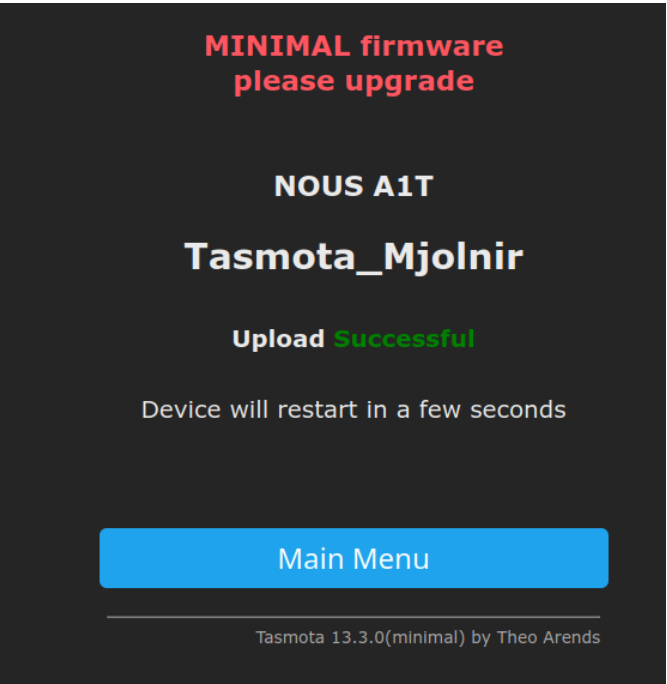 MINIMAL firmware
please upgrade
NOUS A1T
Tasmota_Mjolnir
Upload Successful
Device will restart in a few seconds
Main Menu
Tasmota 13.3.0(minimal) by Theo Arends